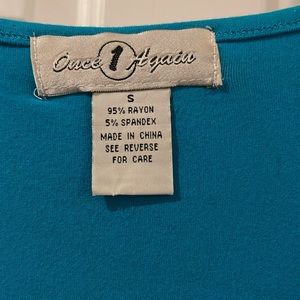 Once 1 Again
S
95% RAYON
5% SPANDEX
MADE IN CHINA
SEE REVERSE
FOR CARE